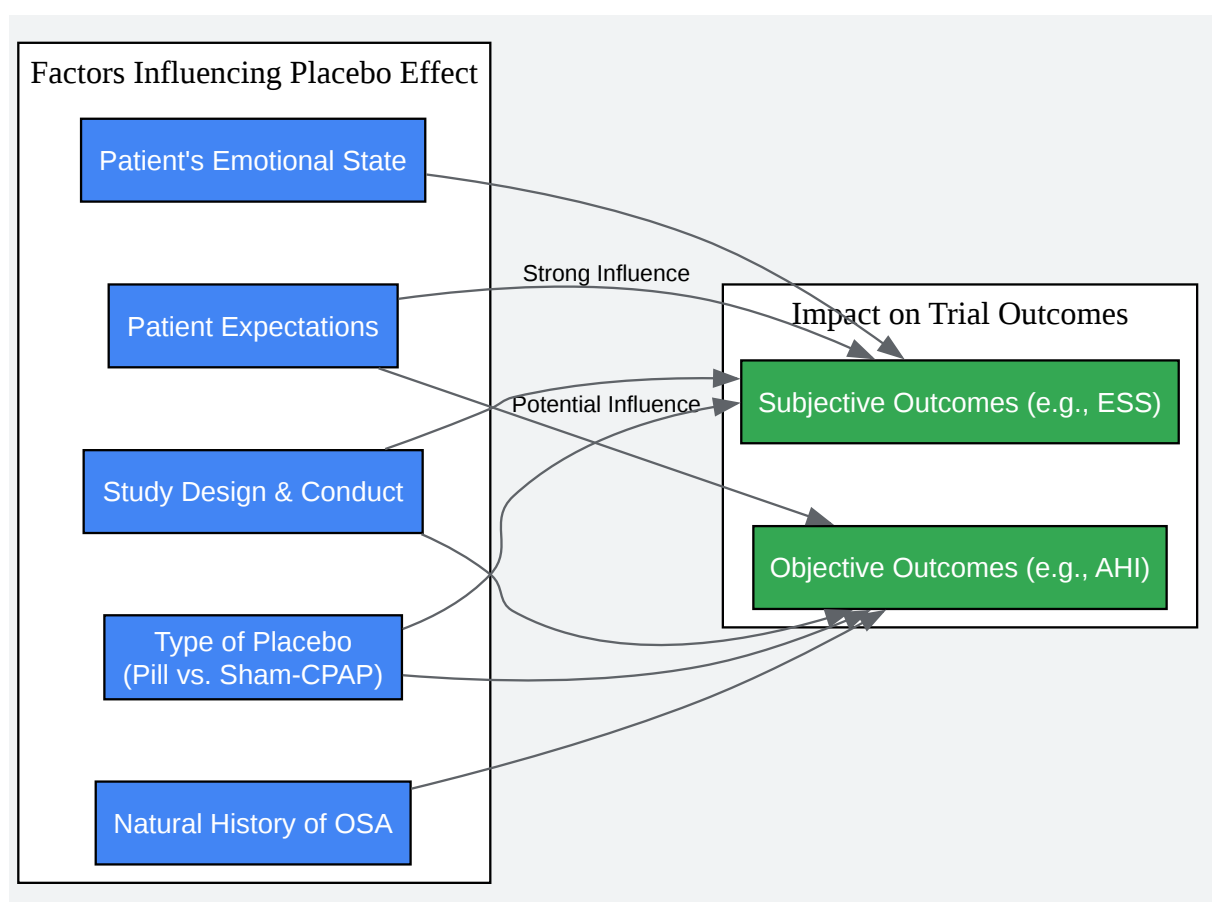 Factors Influencing Placebo Effect
Patient's Emotional State
Patient Expectations
Study Design & Conduct
Type of Placebo
(Pill vs. Sham-CPAP)
Natural History of OSA
Strong Influence
Potential Influence
Impact on Trial Outcomes
Subjective Outcomes (e.g., ESS)
Objective Outcomes (e.g., AHI)